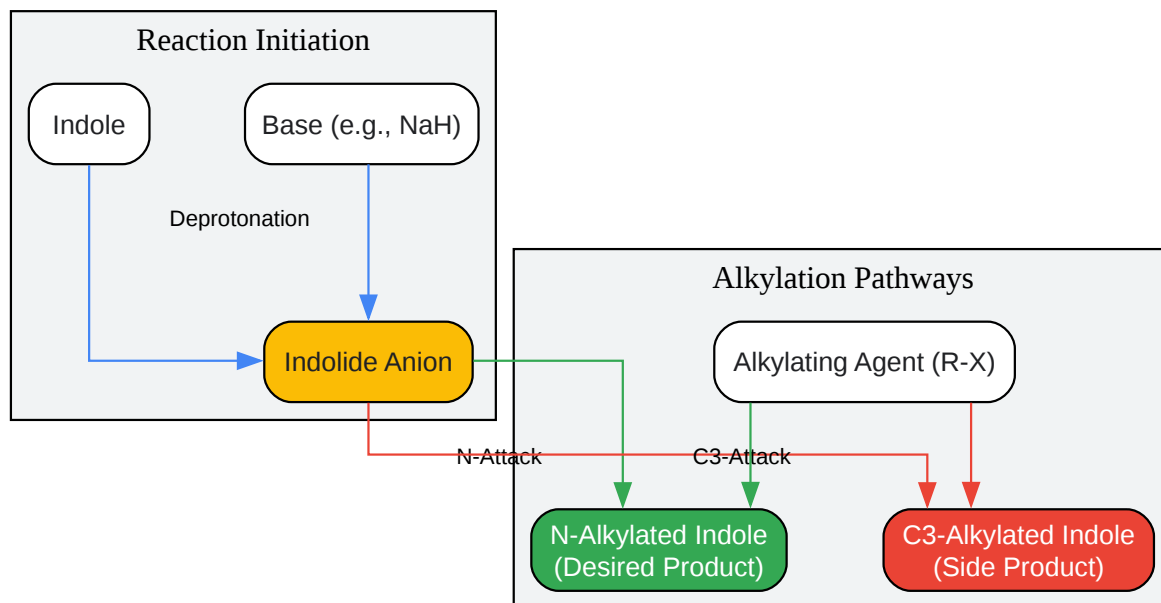 Reaction Initiation
Indole
Base (e.g., NaH)
Deprotonation
Indolide Anion
Alkylation Pathways
Alkylating Agent (R-X)
N-Attack
C3-Attack
N-Alkylated Indole
(Desired Product)
C3-Alkylated Indole
(Side Product)